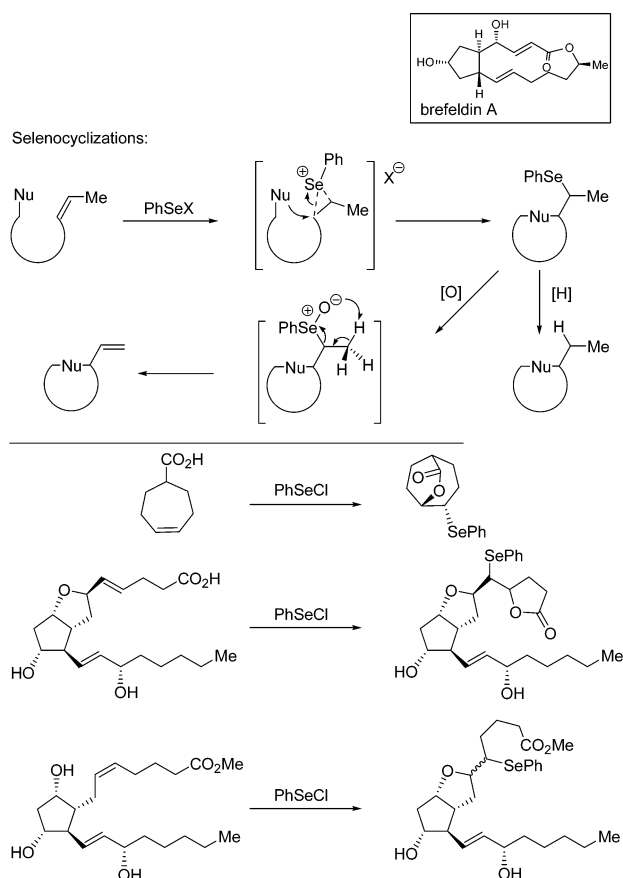 OH
H
O
HO
O
Me
H
brefeldin A
Selenocyclizations:
Nu
Me
PhSeX
⊕
Ph
Se
Nu
Me
X⊖
PhSe
Me
Nu
[O]
[H]
⊕ O ⊖
PhSe
H
Nu
H
H
Nu
H
Me
Nu
CO2H
PhSeCl
O
O
SePh
O
CO2H
HO
OH
Me
PhSeCl
SePh
O
O
O
HO
OH
Me
OH
CO2Me
HO
OH
Me
PhSeCl
CO2Me
SePh
O
HO
OH
Me